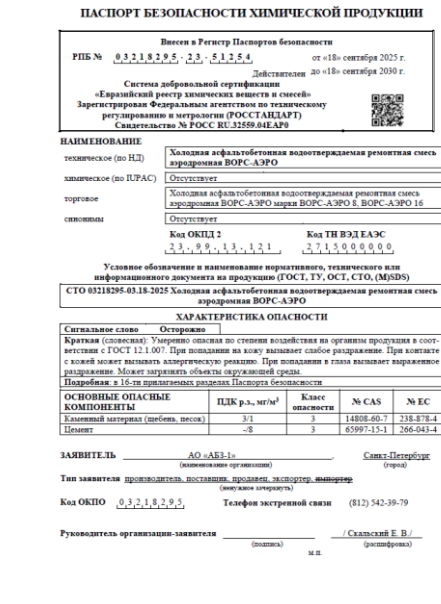 ПАСПОРТ БЕЗОПАСНОСТИ ХИМИЧЕСКОЙ ПРОДУКЦИИ
Внесен в Регистр Паспортов безопасности
РПБ № 03218295.23.51254 от «18» сентября 2025 г.
Действителен до «18» сентября 2030 г.
Система добровольной сертификации
«Евразийский реестр химических веществ и смесей»
Зарегистрирован Федеральным агентством по техническому
регулированию и метрологии (РОССТАНДАРТ)
Свидетельство № РОСС RU.32559.04ЕАР0
НАИМЕНОВАНИЕ
техническое (по НД) Холодная асфальтобетонная водоотверждаемая ремонтная смесь
аэродромная ВОРС-АЭРО
химическое (по IUPAC) Отсутствует
торговое Холодная асфальтобетонная водоотверждаемая ремонтная смесь
аэродромная ВОРС-АЭРО марки ВОРС-АЭРО 8, ВОРС-АЭРО 16
синонимы Отсутствует
Код ОКПД 2 Код ТН ВЭД ЕАЭС
23.99.13.121 2715000000
Условное обозначение и наименование нормативного, технического или
информационного документа на продукцию (ГОСТ, ТУ, ОСТ, СТО, (M)SDS)
СТО 03218295-03.18-2025 Холодная асфальтобетонная водоотверждаемая ремонтная смесь
аэродромная ВОРС-АЭРО
ХАРАКТЕРИСТИКА ОПАСНОСТИ
Сигнальное слово Осторожно
Краткая (словесная): Умеренно опасная по степени воздействия на организм продукция в соот-
ветствии с ГОСТ 12.1.007. При попадании на кожу вызывает слабое раздражение. При контакте
с кожей может вызывать аллергическую реакцию. При попадании в глаза вызывает выраженное
раздражение. Может загрязнять объекты окружающей среды.
Подробная: в 16-ти прилагаемых разделах Паспорта безопасности
ОСНОВНЫЕ ОПАСНЫЕ КОМПОНЕНТЫ ПДК р.з., мг/м³ Класс опасности № CAS № ЕС
Каменный материал (щебень, песок) 3/1 3 14808-60-7 238-878-4
Цемент -/8 3 65997-15-1 266-043-4
ЗАЯВИТЕЛЬ АО «АБЗ-1» Санкт-Петербург
(наименование организации) (город)
Тип заявителя производитель, поставщик, продавец, экспортер, импортер
(ненужное зачеркнуть)
Код ОКПО 03218295 Телефон экстренной связи (812) 542-39-79
Руководитель организации-заявителя / Скальский Е. В./
(подпись) (расшифровка)
м.п.